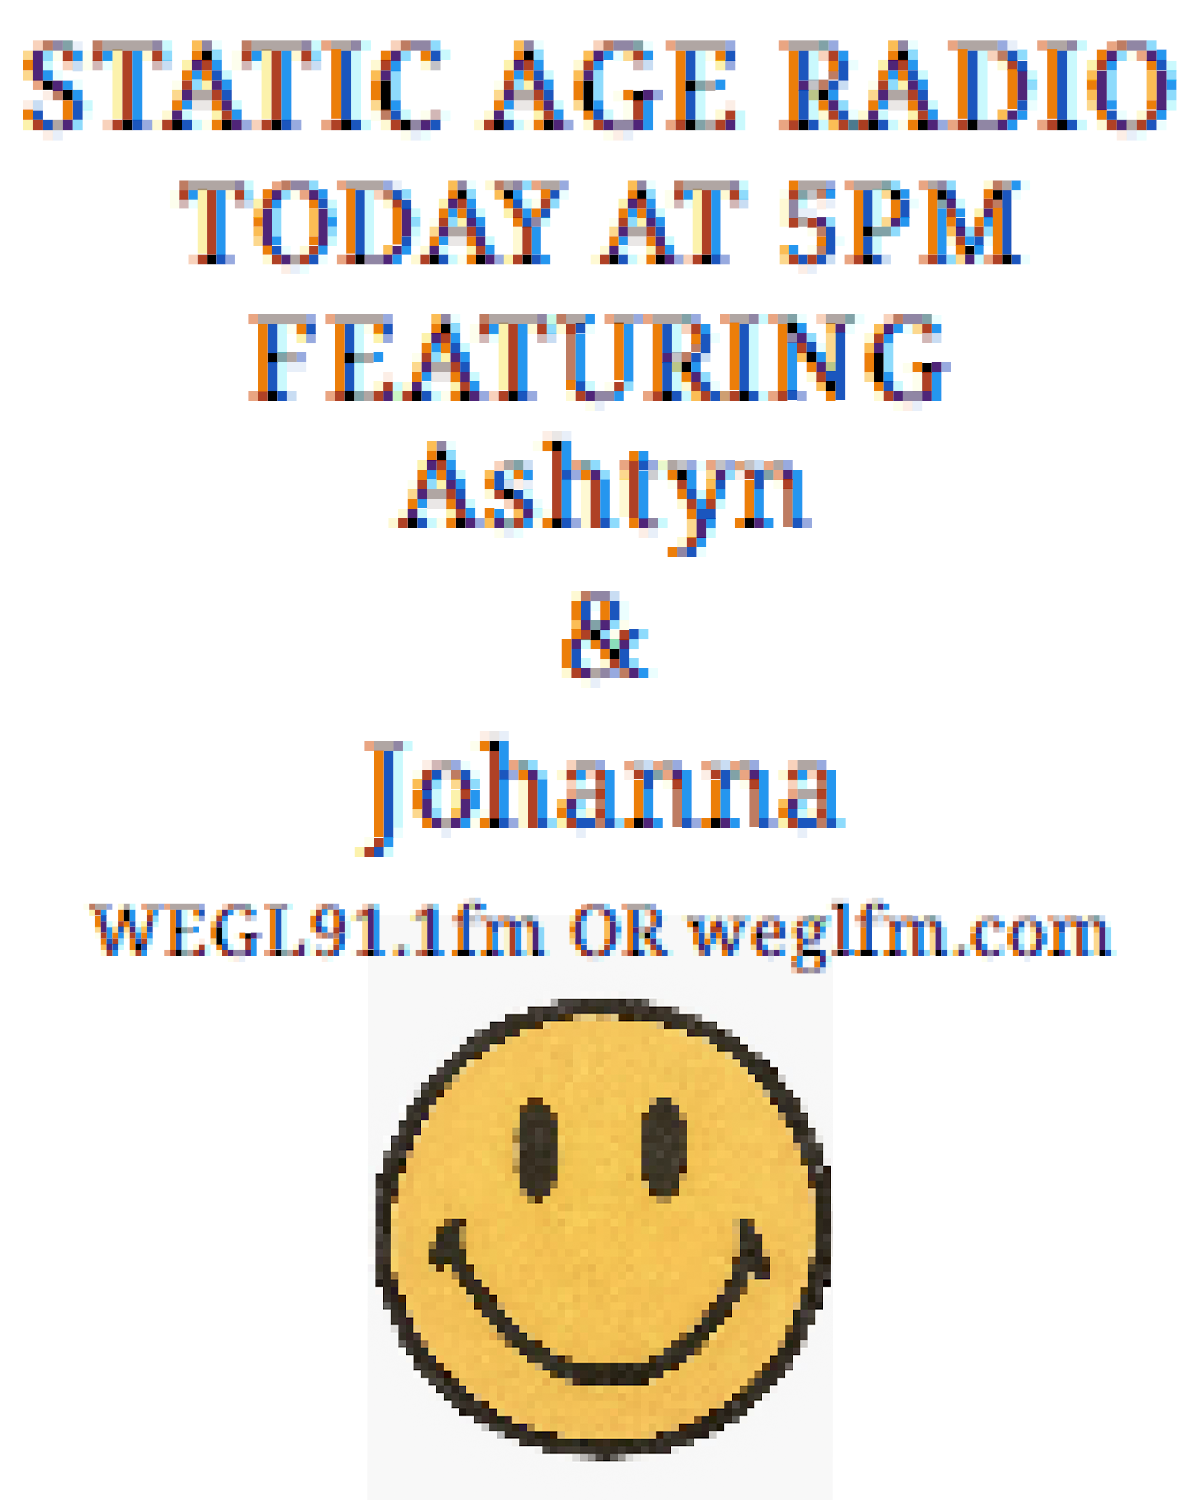 STATIC AGE RADIO
TODAY AT 5PM
FEATURING
Ashtyn
&
Johanna
WEGL91.1fm OR weglfm.com